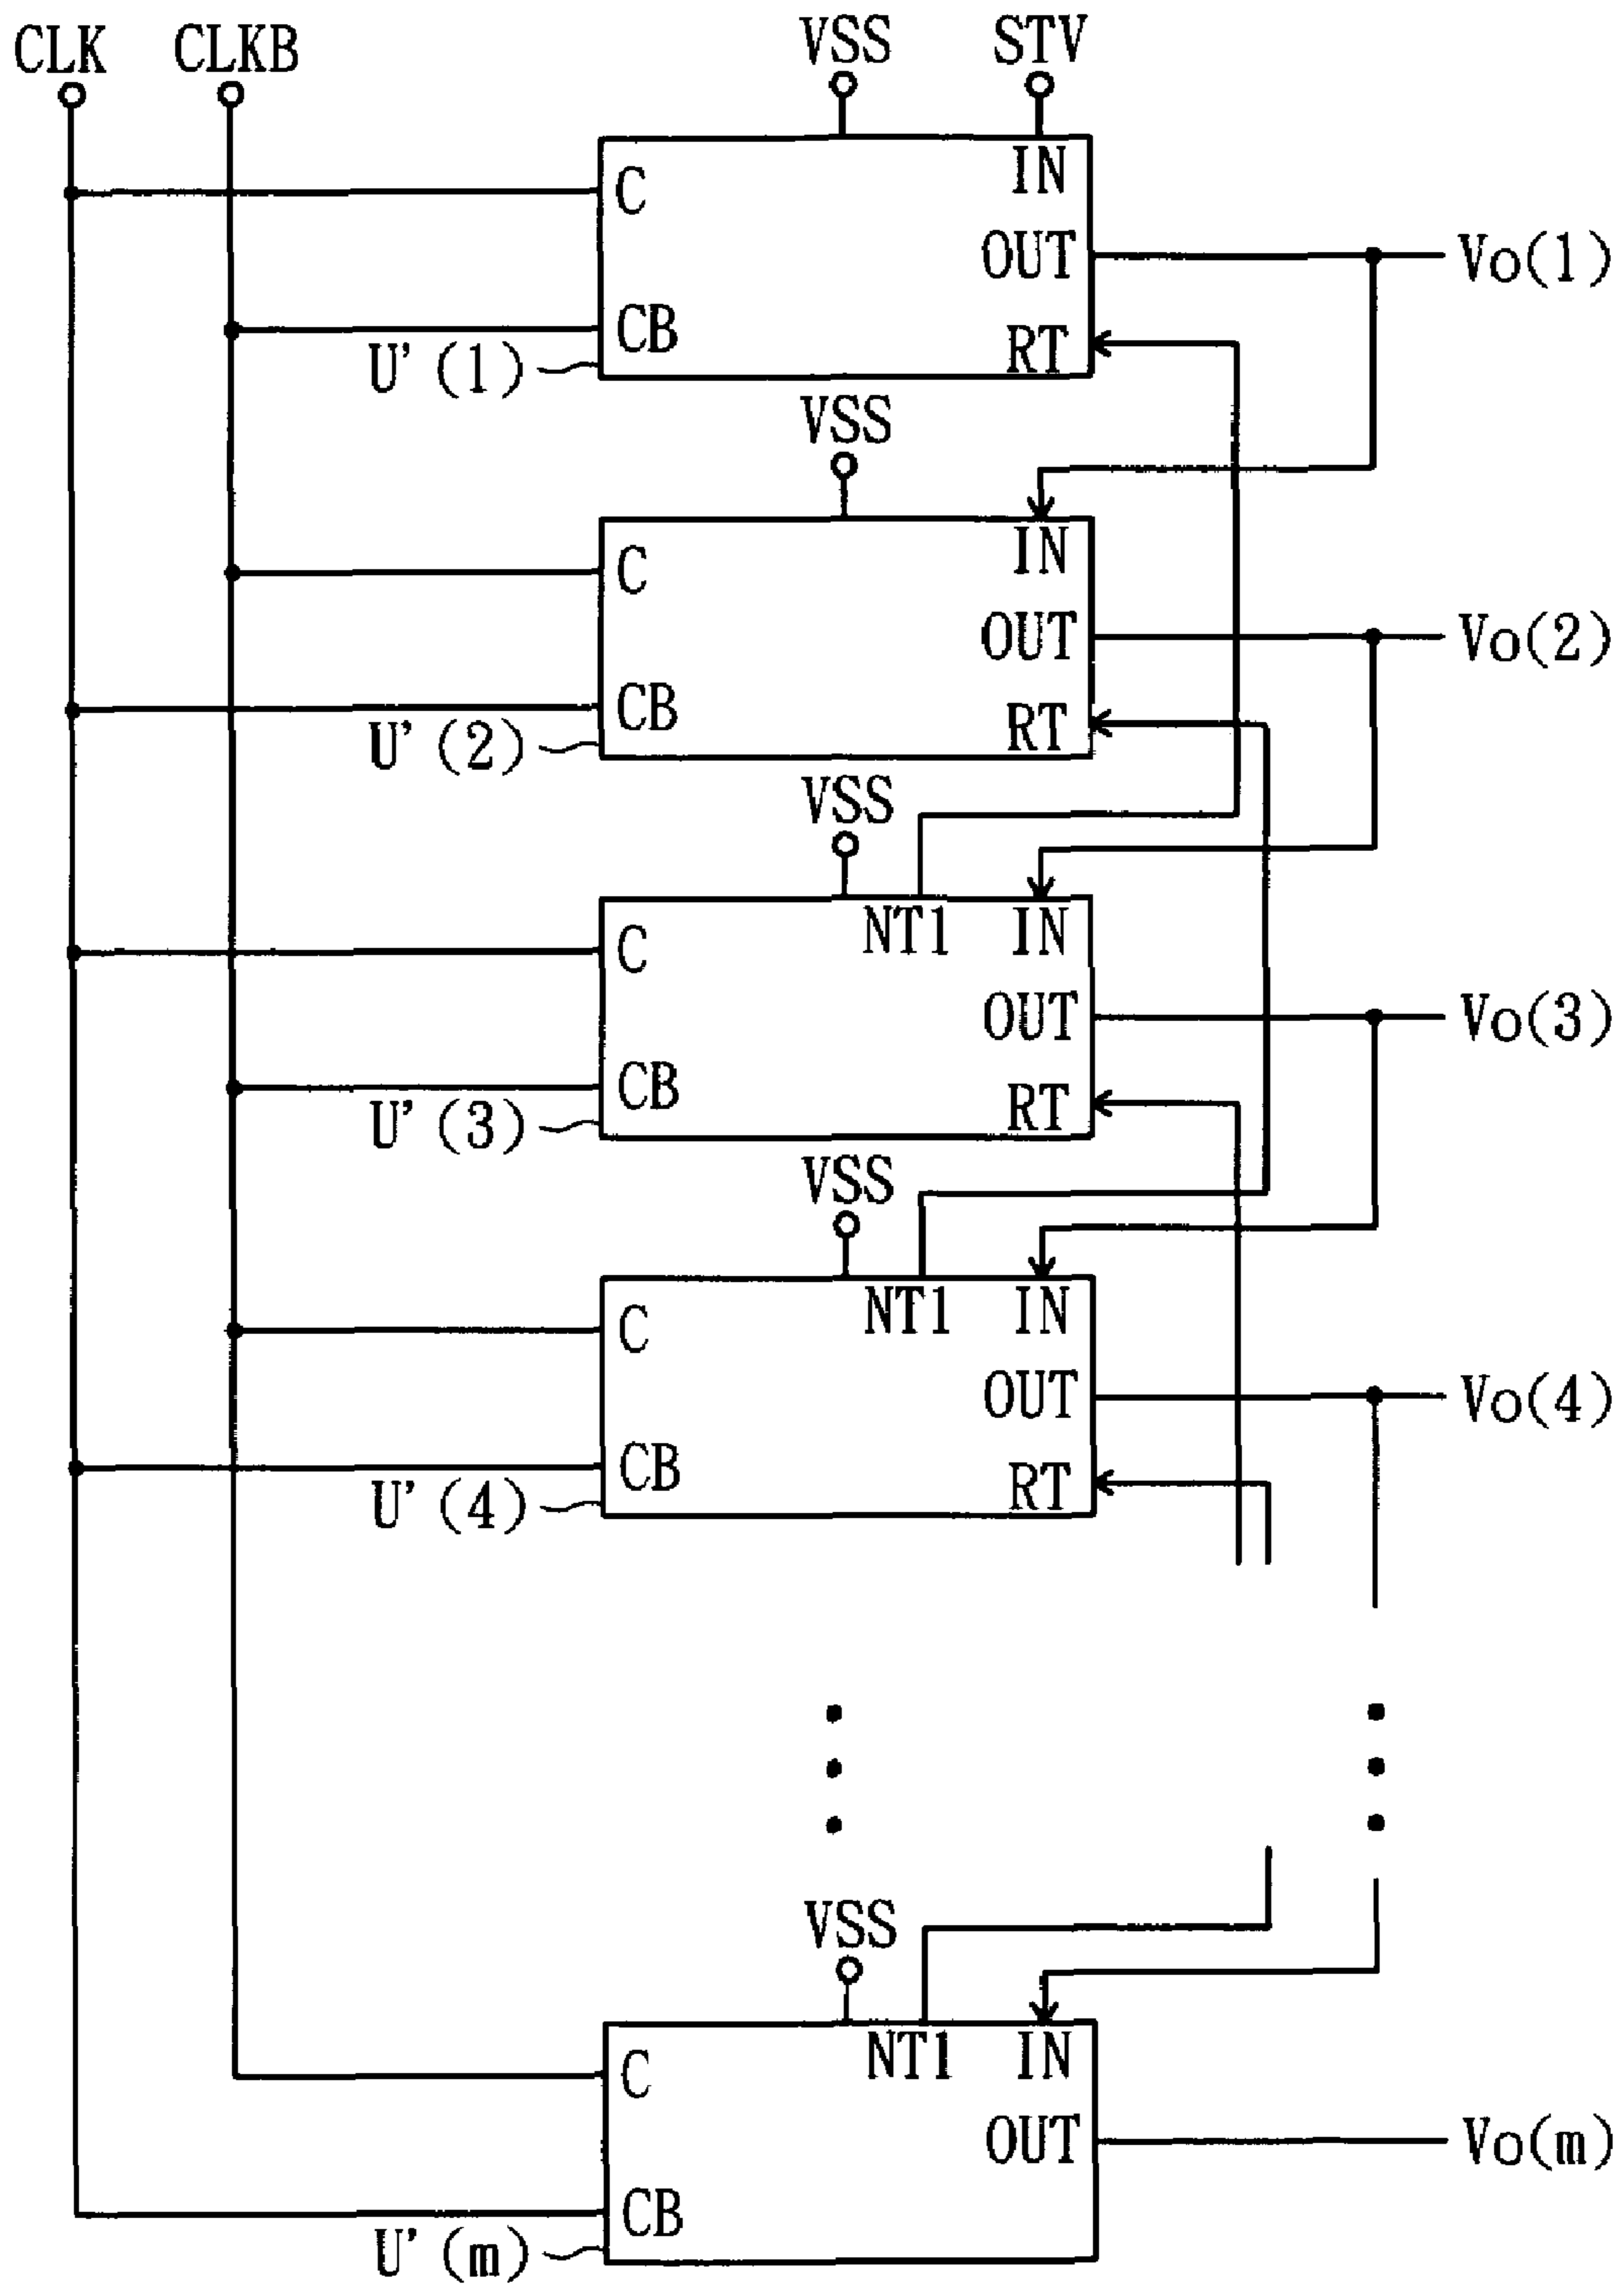 CLK CLKB VSS STV
C IN
OUT Vo(1)
CB RT
U'(1)
VSS
C IN
OUT Vo(2)
CB RT
U'(2)
VSS
C NT1 IN
OUT Vo(3)
CB RT
U'(3)
VSS
C NT1 IN
OUT Vo(4)
CB RT
U'(4)
VSS
C NT1 IN
OUT Vo(m)
CB
U'(m)